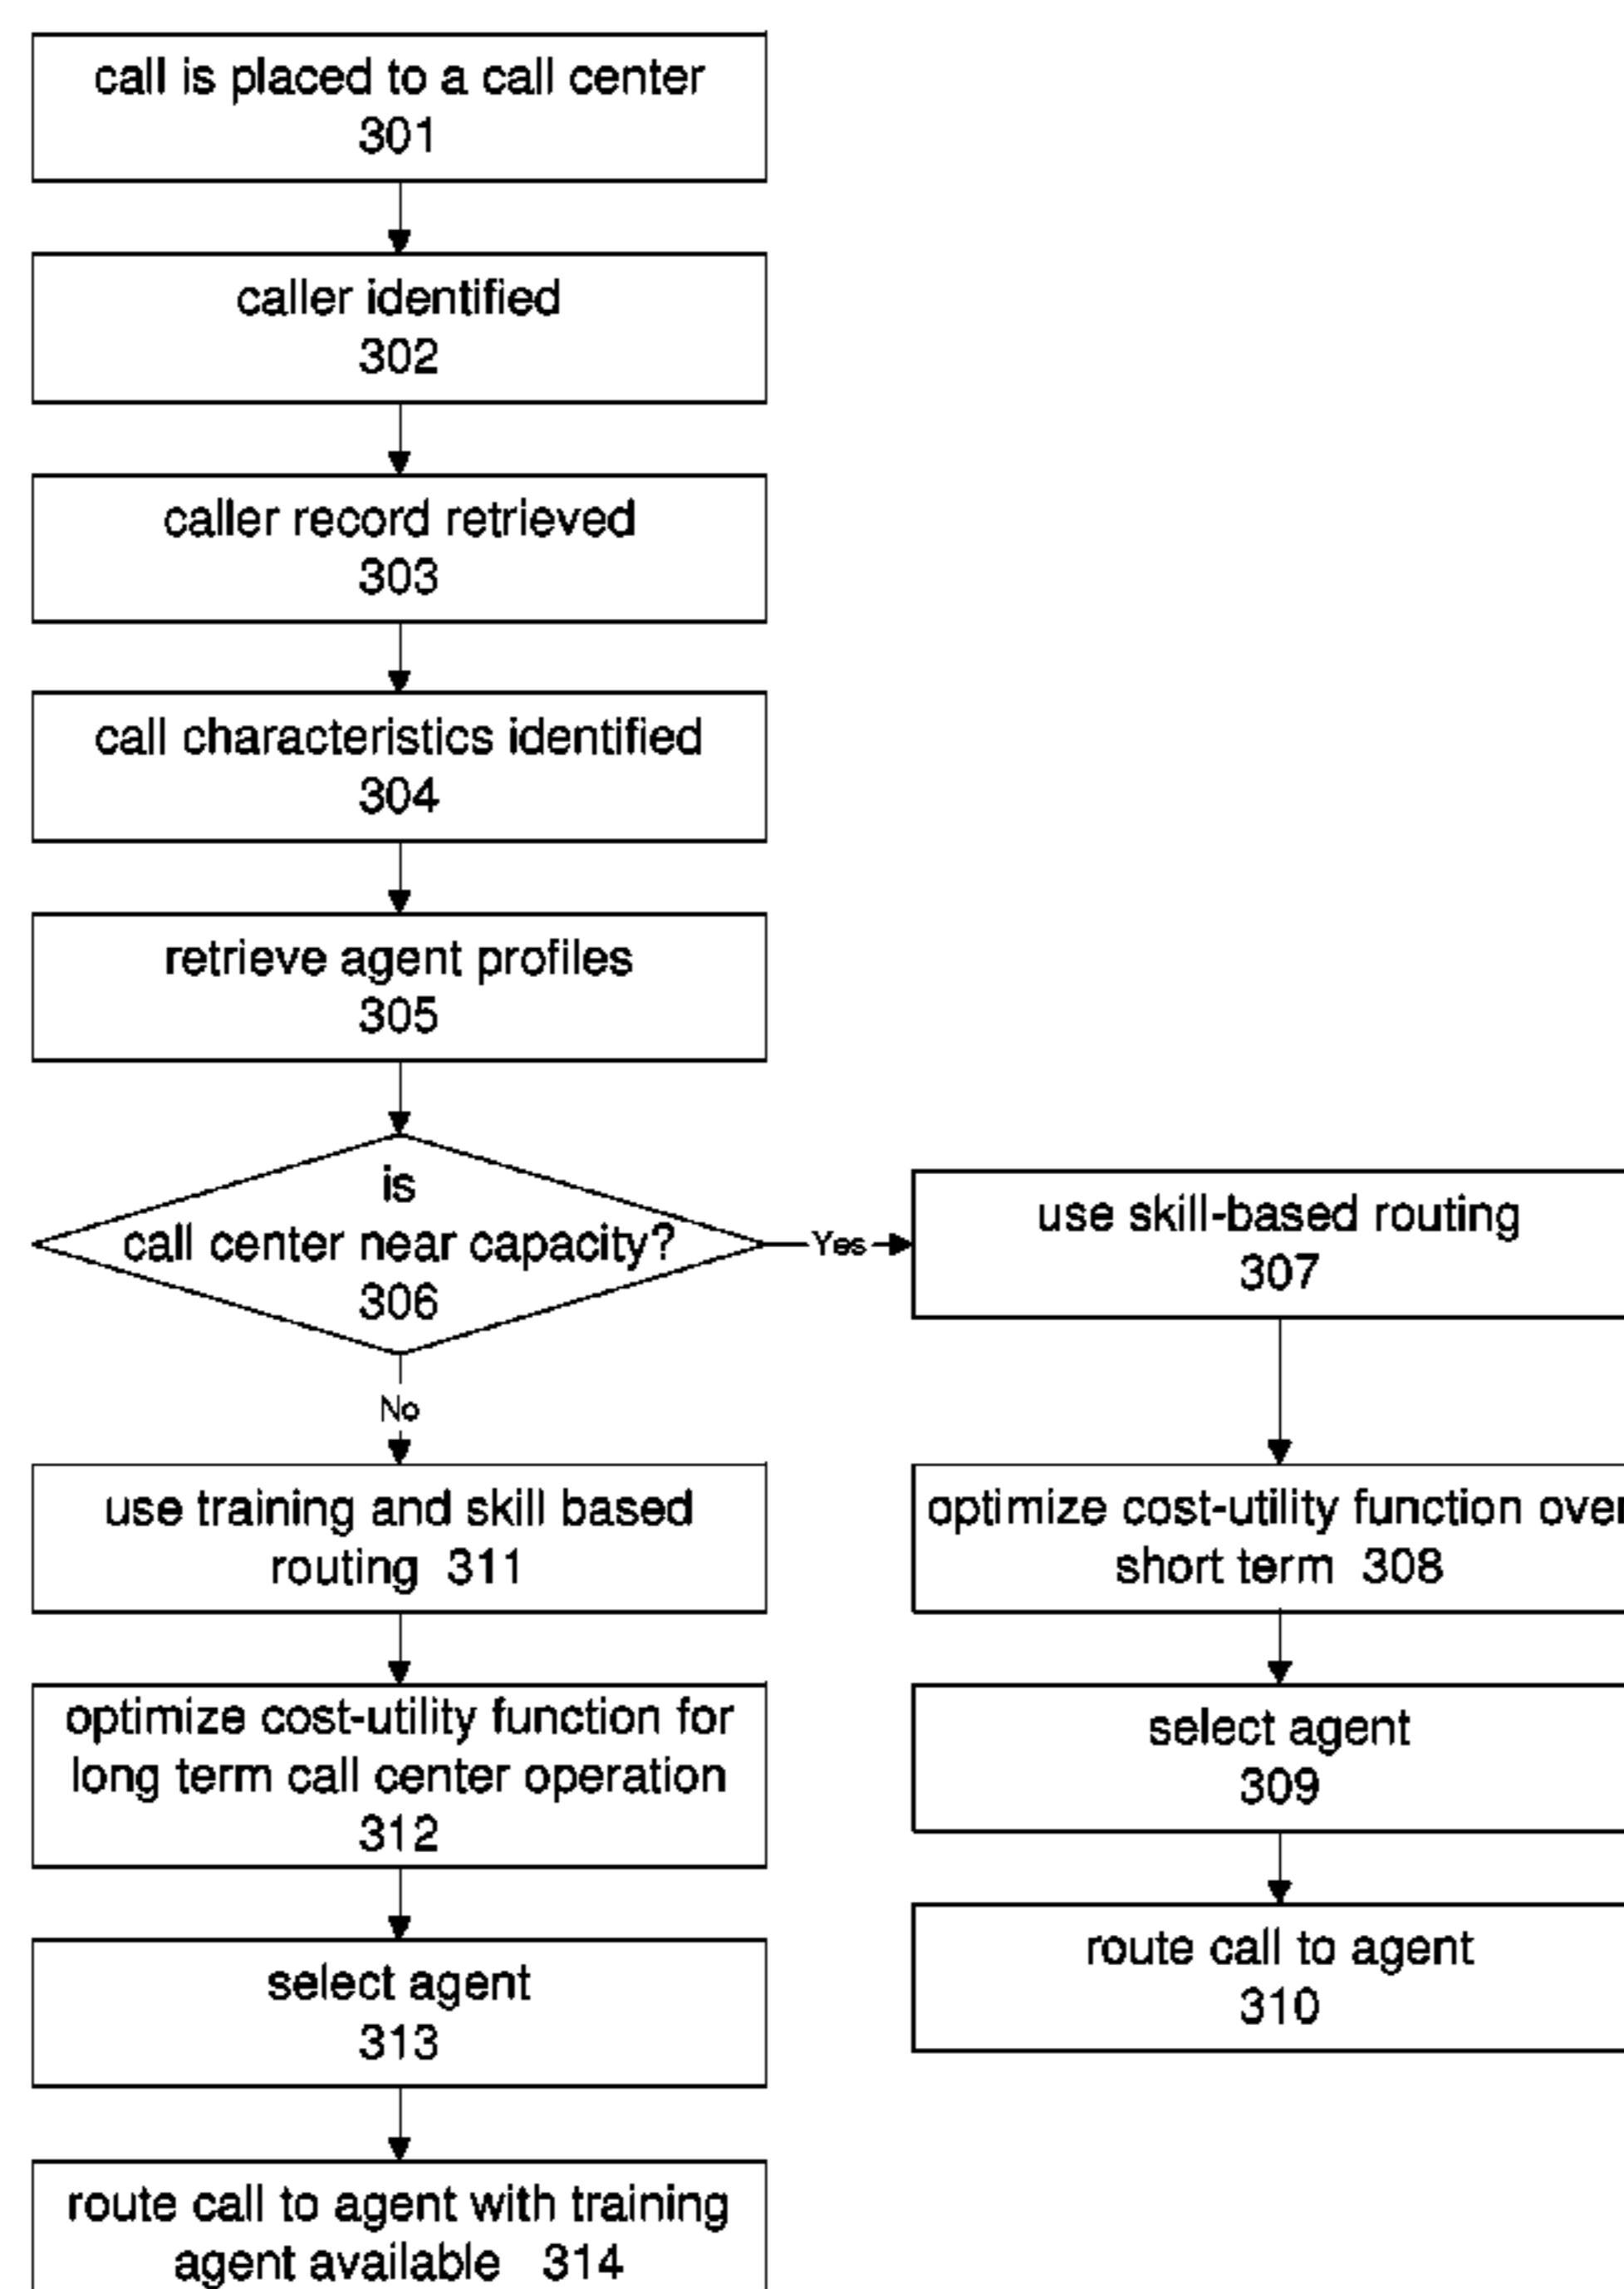 call is placed to a call center
301
caller identified
302
caller record retrieved
303
call characteristics identified
304
retrieve agent profiles
305
is
call center near capacity?
306
Yes
use skill-based routing
307
optimize cost-utility function over
short term 308
select agent
309
route call to agent
310
No
use training and skill based
routing 311
optimize cost-utility function for
long term call center operation
312
select agent
313
route call to agent with training
agent available 314